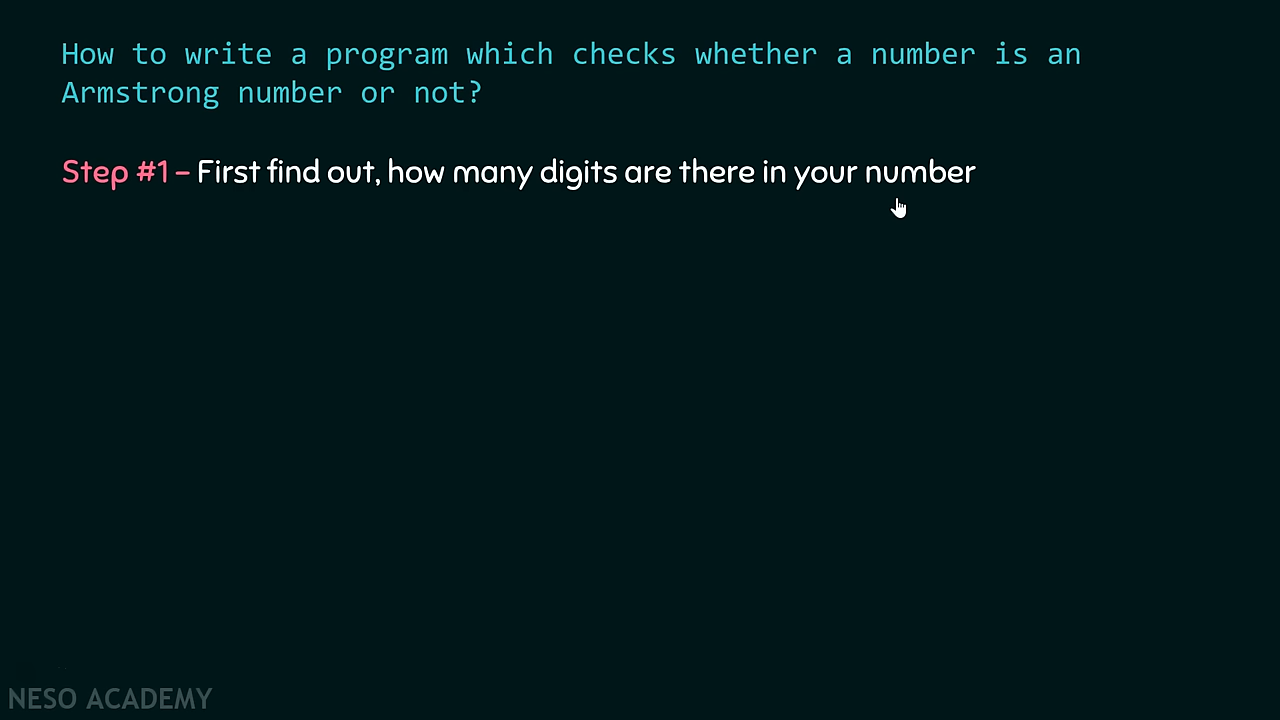 How to write a program which checks whether a number is an
Armstrong number or not?
Step #1 – First find out, how many digits are there in your number
NESO ACADEMY